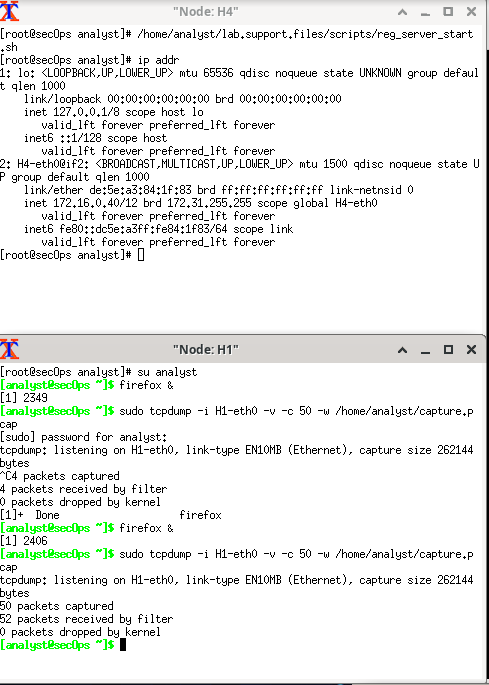 "Node: H4"
[root@secOps analyst]# /home/analyst/lab.support.files/scripts/reg_server_start
.sh
[root@secOps analyst]# ip addr
1: lo: <LOOPBACK,UP,LOWER_UP> mtu 65536 qdisc noqueue state UNKNOWN group defaul
t qlen 1000
    link/loopback 00:00:00:00:00:00 brd 00:00:00:00:00:00
    inet 127.0.0.1/8 scope host lo
       valid_lft forever preferred_lft forever
    inet6 ::1/128 scope host
       valid_lft forever preferred_lft forever
2: H4-eth0@if2: <BROADCAST,MULTICAST,UP,LOWER_UP> mtu 1500 qdisc noqueue state U
P group default qlen 1000
    link/ether de:5e:a3:84:1f:83 brd ff:ff:ff:ff:ff:ff link-netnsid 0
    inet 172.16.0.40/12 brd 172.31.255.255 scope global H4-eth0
       valid_lft forever preferred_lft forever
    inet6 fe80::dc5e:a3ff:fe84:1f83/64 scope link
       valid_lft forever preferred_lft forever
[root@secOps analyst]#
"Node: H1"
[root@secOps analyst]# su analyst
[analyst@secOps ~]$ firefox &
[1] 2349
[analyst@secOps ~]$ sudo tcpdump -i H1-eth0 -v -c 50 -w /home/analyst/capture.p
cap
[sudo] password for analyst:
tcpdump: listening on H1-eth0, link-type EN10MB (Ethernet), capture size 262144
bytes
^C4 packets captured
4 packets received by filter
0 packets dropped by kernel
[1]+  Done                    firefox
[analyst@secOps ~]$ firefox &
[1] 2406
[analyst@secOps ~]$ sudo tcpdump -i H1-eth0 -v -c 50 -w /home/analyst/capture.p
cap
tcpdump: listening on H1-eth0, link-type EN10MB (Ethernet), capture size 262144
bytes
50 packets captured
52 packets received by filter
0 packets dropped by kernel
[analyst@secOps ~]$